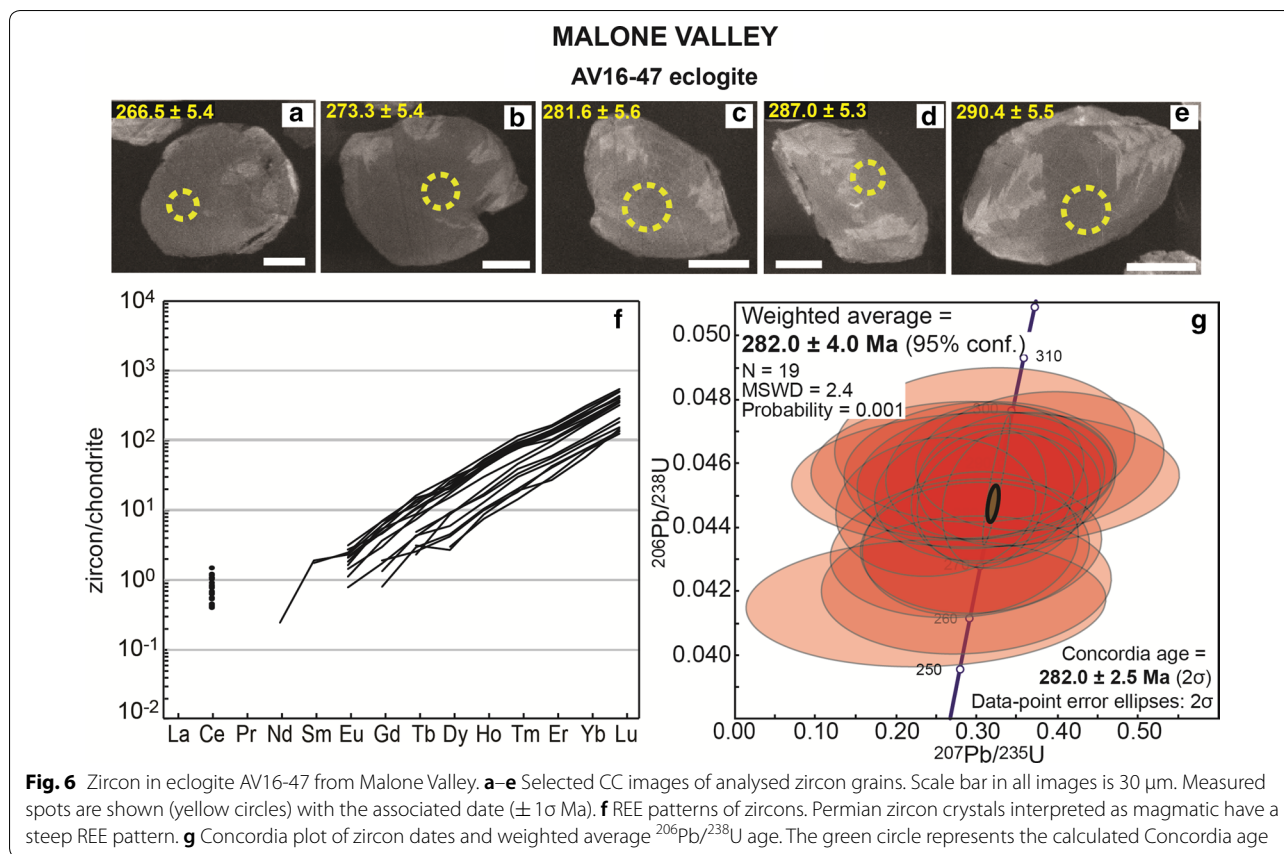 MALONE VALLEY
AV16-47 eclogite
266.5 ± 5.4 a
273.3 ± 5.4 b
281.6 ± 5.6 c
287.0 ± 5.3 d
290.4 ± 5.5 e
zircon/chondrite
10⁴
10³
10²
10¹
10⁰
10⁻¹
10⁻²
La Ce Pr Nd Sm Eu Gd Tb Dy Ho Tm Er Yb Lu
f
g
Weighted average =
282.0 ± 4.0 Ma (95% conf.)
N = 19
MSWD = 2.4
Probability = 0.001
310
300
270
260
250
Concordia age =
282.0 ± 2.5 Ma (2σ)
Data-point error ellipses: 2σ
²⁰⁶Pb/²³⁸U
0.050
0.048
0.046
0.044
0.042
0.040
0.00 0.10 0.20 0.30 0.40 0.50
²⁰⁷Pb/²³⁵U
Fig. 6 Zircon in eclogite AV16-47 from Malone Valley. a–e Selected CC images of analysed zircon grains. Scale bar in all images is 30 µm. Measured
spots are shown (yellow circles) with the associated date (± 1σ Ma). f REE patterns of zircons. Permian zircon crystals interpreted as magmatic have a
steep REE pattern. g Concordia plot of zircon dates and weighted average ²⁰⁶Pb/²³⁸U age. The green circle represents the calculated Concordia age